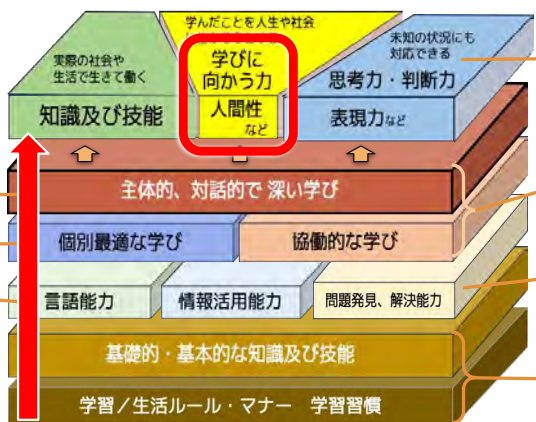 学んだことを人生や社会
学びに
向かう力
人間性
など
実際の社会や
生活で生きて働く
知識及び技能
未知の状況にも
対応できる
思考力・判断力
表現力など
主体的、対話的で 深い学び
個別最適な学び
協働的な学び
言語能力
情報活用能力
問題発見、解決能力
基礎的・基本的な知識及び技能
学習/生活ルール・マナー 学習習慣